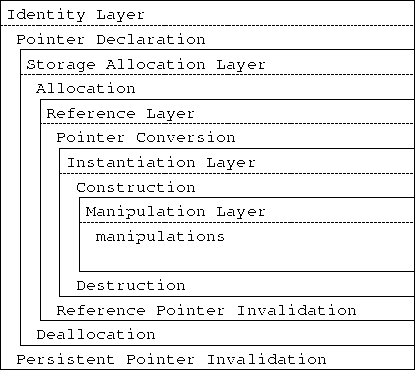 Identity Layer
Pointer Declaration
Storage Allocation Layer
Allocation
Reference Layer
Pointer Conversion
Instantiation Layer
Construction
Manipulation Layer
manipulations
Destruction
Reference Pointer Invalidation
Deallocation
Persistent Pointer Invalidation